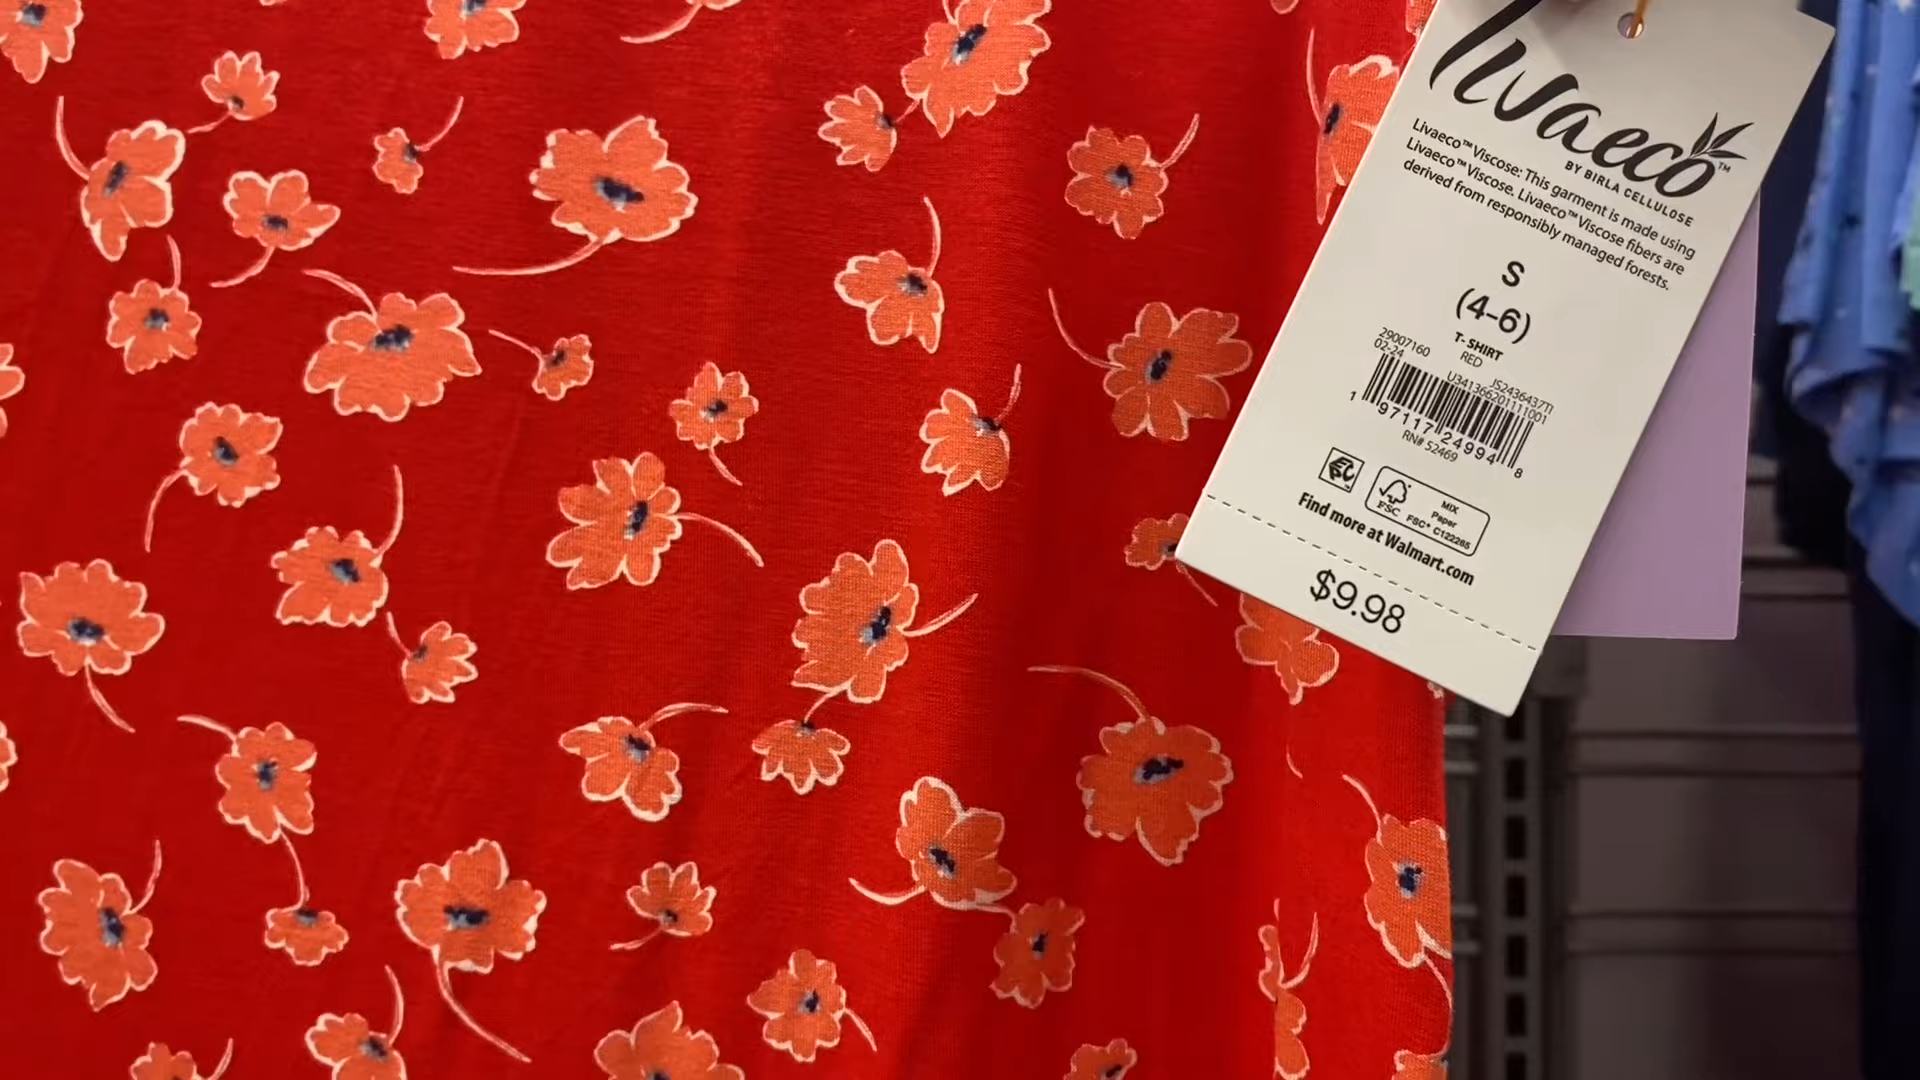 Livaeco™
BY BIRLA CELLULOSE
Livaeco™ Viscose: This garment is made using
Livaeco™ Viscose. Livaeco™ Viscose fibers are
derived from responsibly managed forests.
S
(4-6)
T-SHIRT
RED
29007160
02-24
JS2436437TI
U341366201111001
1 97117 24994 8
RN# 52469
FSC
MIX
Paper
FSC® C122285
Find more at Walmart.com
$9.98